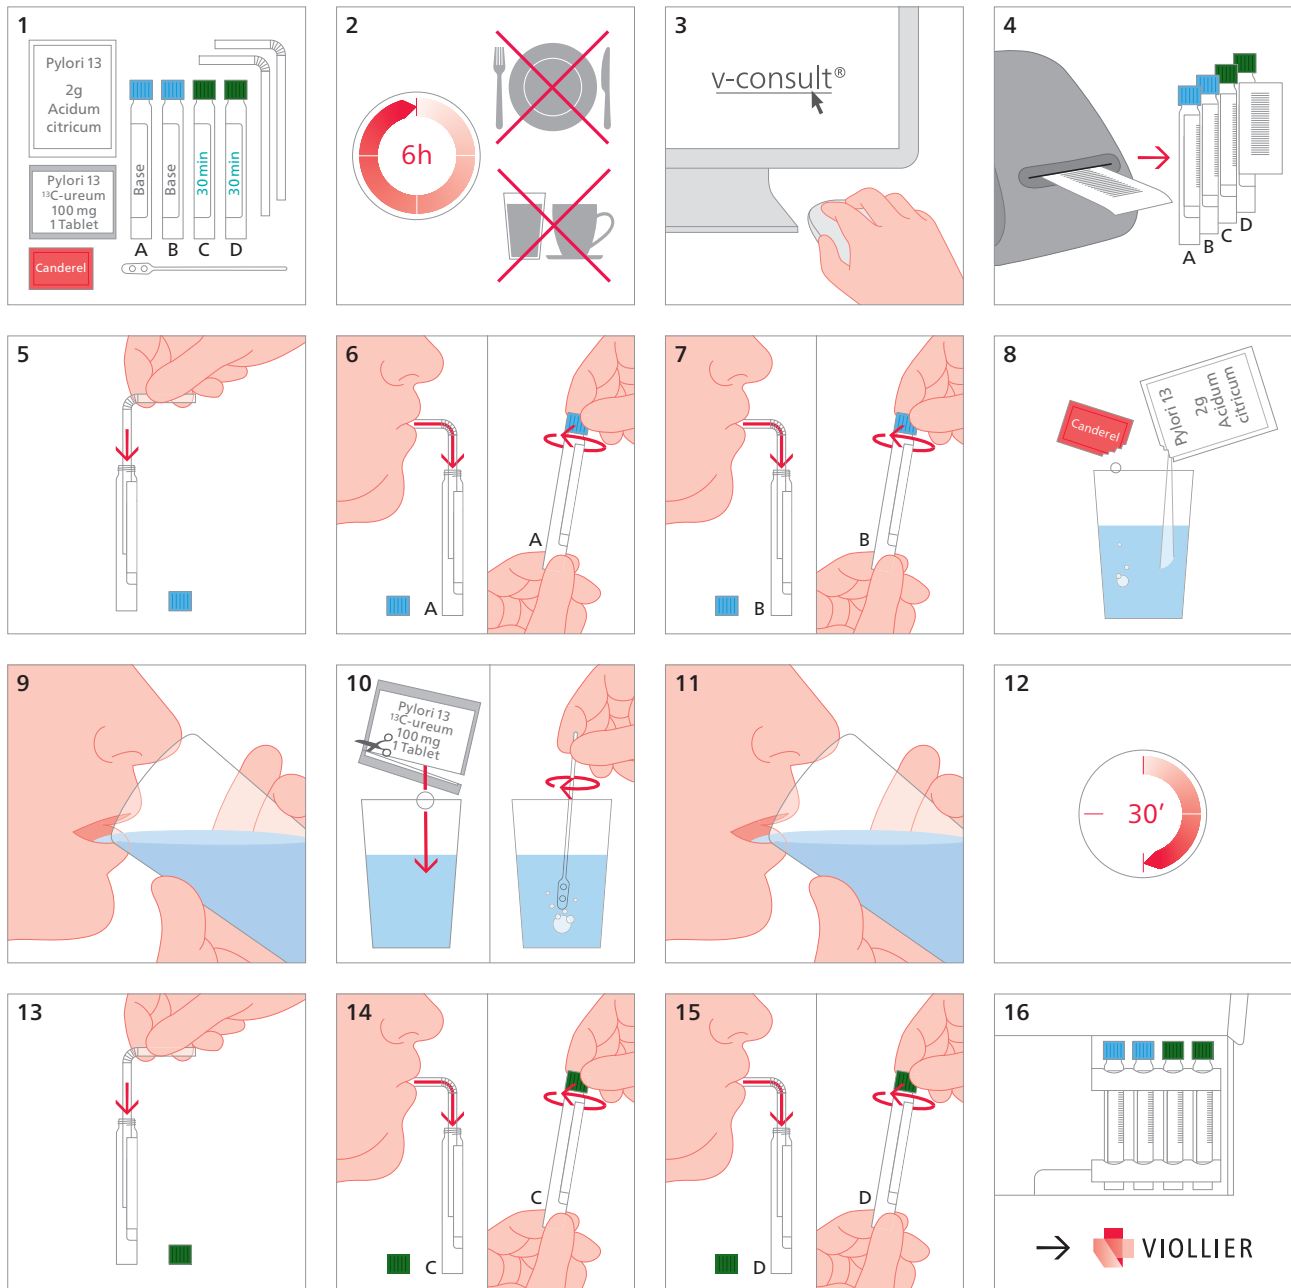 1
Pylori 13
2g
Acidum
citricum
Pylori 13
¹³C-ureum
100 mg
1 Tablet
Canderel
Base
Base
30 min
30 min
A
B
C
D
2
6h
3
v-consult®
4
A
B
C
D
5
6
A
A
7
B
B
8
Canderel
Pylori 13
2g
Acidum
citricum
9
10
Pylori 13
¹³C-ureum
100 mg
1 Tablet
11
12
30’
13
14
C
C
15
D
D
16
VIOLLIER